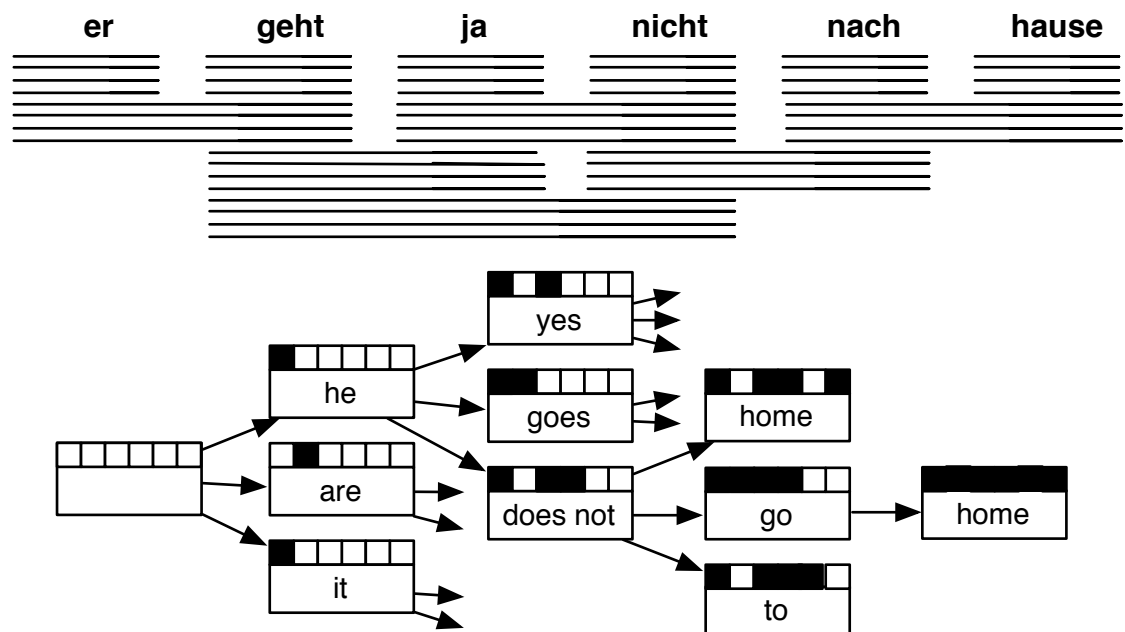 er geht ja nicht nach hause
yes
he
goes
home
are
does not
go
home
it
to